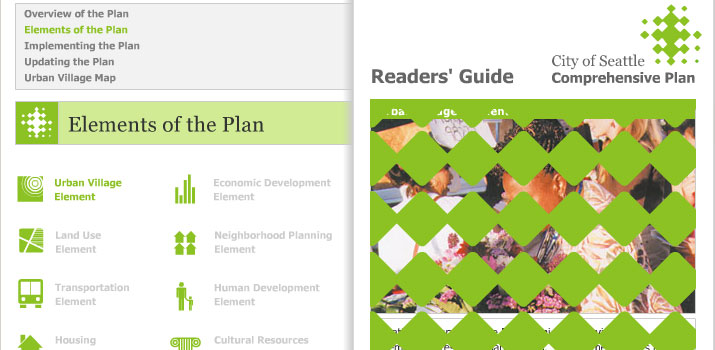 Overview of the Plan
Elements of the Plan
Implementing the Plan
Updating the Plan
Urban Village Map
Elements of the Plan
Urban Village
Element
Economic Development
Element
Land Use
Element
Neighborhood Planning
Element
Transportation
Element
Human Development
Element
Housing
Cultural Resources
Readers' Guide
City of Seattle
Comprehensive Plan